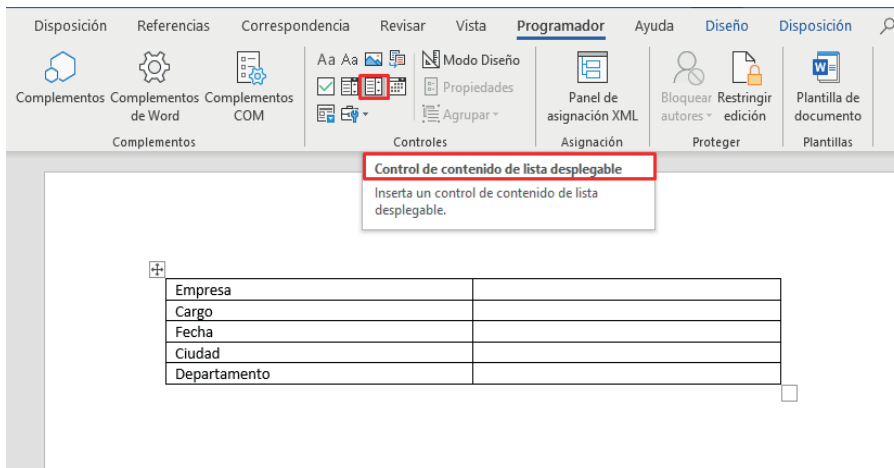 Disposición Referencias Correspondencia Revisar Vista Programador Ayuda Diseño Disposición
Aa Aa Modo Diseño
Propiedades
Agrupar
Complementos Complementos Complementos
de Word COM
Panel de
asignación XML
Bloquear Restringir
autores edición
Plantilla de
documento
Complementos Controles Asignación Proteger Plantillas
Control de contenido de lista desplegable
Inserta un control de contenido de lista
desplegable.
Empresa
Cargo
Fecha
Ciudad
Departamento